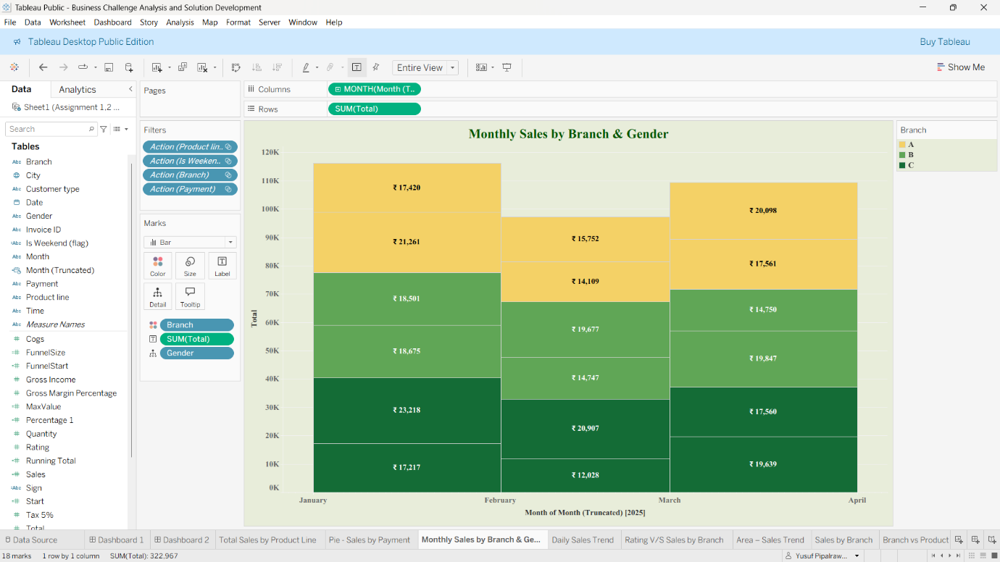 Tableau Public - Business Challenge Analysis and Solution Development
File Data Worksheet Dashboard Story Analysis Map Format Server Window Help
Tableau Desktop Public Edition
Buy Tableau
Entire View
Show Me
Data
Analytics
Sheet1 (Assignment 1,2 ...
Search
Tables
Abc Branch
City
Abc Customer type
Date
Abc Gender
Abc Invoice ID
=Abc Is Weekend (flag)
Abc Month
Month (Truncated)
Abc Payment
Abc Product line
Abc Time
Abc Measure Names
# Cogs
=# FunnelSize
=# FunnelStart
# Gross Income
# Gross Margin Percentage
=# MaxValue
=# Percentage 1
# Quantity
# Rating
=# Running Total
=# Sales
=Abc Sign
=# Start
# Tax 5%
# Total
Pages
Filters
Action (Product lin..
Action (Is Weeken..
Action (Branch)
Action (Payment)
Marks
Bar
Color
Size
Label
Detail
Tooltip
Branch
SUM(Total)
Gender
Columns
MONTH(Month (T..
Rows
SUM(Total)
Monthly Sales by Branch & Gender
120K
110K
100K
90K
80K
70K
60K
50K
40K
30K
20K
10K
0K
Total
₹ 17,420
₹ 21,261
₹ 18,501
₹ 18,675
₹ 23,218
₹ 17,217
₹ 15,752
₹ 14,109
₹ 19,677
₹ 14,747
₹ 20,907
₹ 12,028
₹ 20,098
₹ 17,561
₹ 14,750
₹ 19,847
₹ 17,560
₹ 19,639
January
February
March
April
Month of Month (Truncated) [2025]
Branch
A
B
C
Data Source
Dashboard 1
Dashboard 2
Total Sales by Product Line
Pie - Sales by Payment
Monthly Sales by Branch & Ge...
Daily Sales Trend
Rating V/S Sales by Branch
Area – Sales Trend
Sales by Branch
Branch vs Product
18 marks
1 row by 1 column
SUM(Total): 322,967
Yusuf Pipalraw...